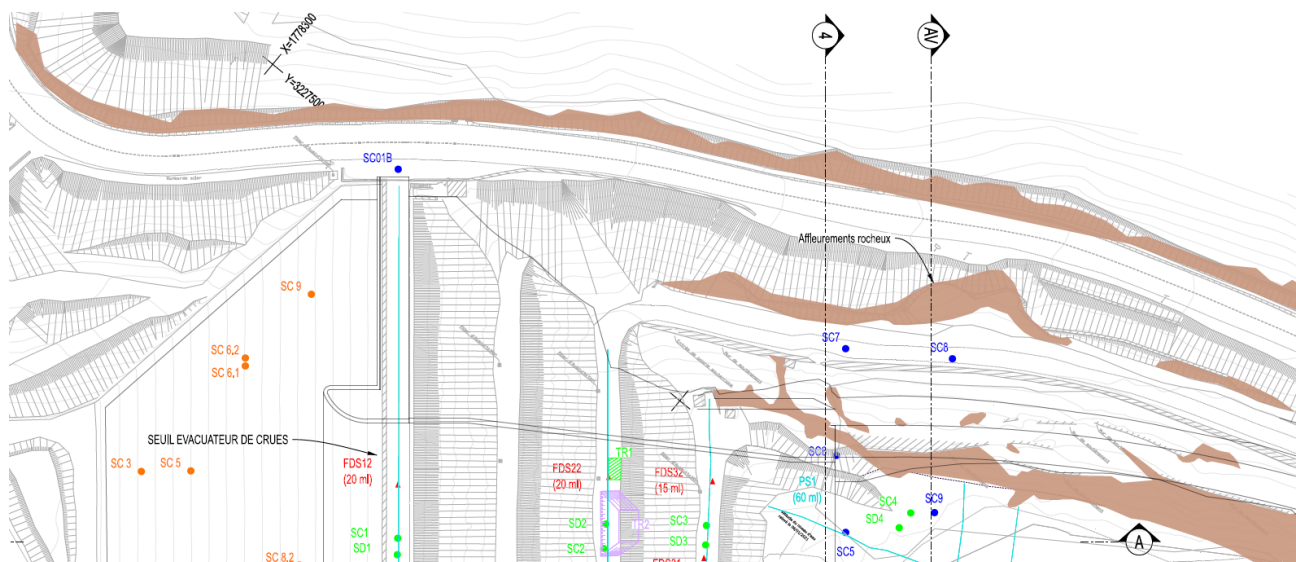 X=1778300
Y=3227500
4
AV
SC01B
Affleurements rocheux
SC 9
SC7
SC8
SC 6.2
SC 6.1
SEUIL EVACUATEUR DE CRUES
TR1
SC 3
SC 5
FDS12
(20 ml)
FDS22
(20 ml)
FDS32
(15 ml)
PS1
(60 ml)
SC4
SC9
SD4
SD2
TR2
SC3
SC1
SD1
SC2
SD3
SC5
A
SC 8.2